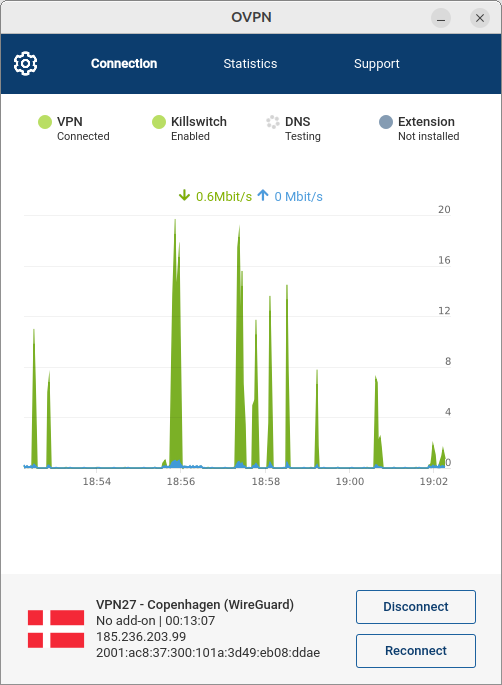 OVPN
Connection Statistics Support
VPN Killswitch DNS Extension
Connected Enabled Testing Not installed
0.6Mbit/s 0 Mbit/s
20
16
12
8
4
0
18:54 18:56 18:58 19:00 19:02
VPN27 - Copenhagen (WireGuard)
No add-on | 00:13:07
185.236.203.99
2001:ac8:37:300:101a:3d49:eb08:ddae
Disconnect
Reconnect